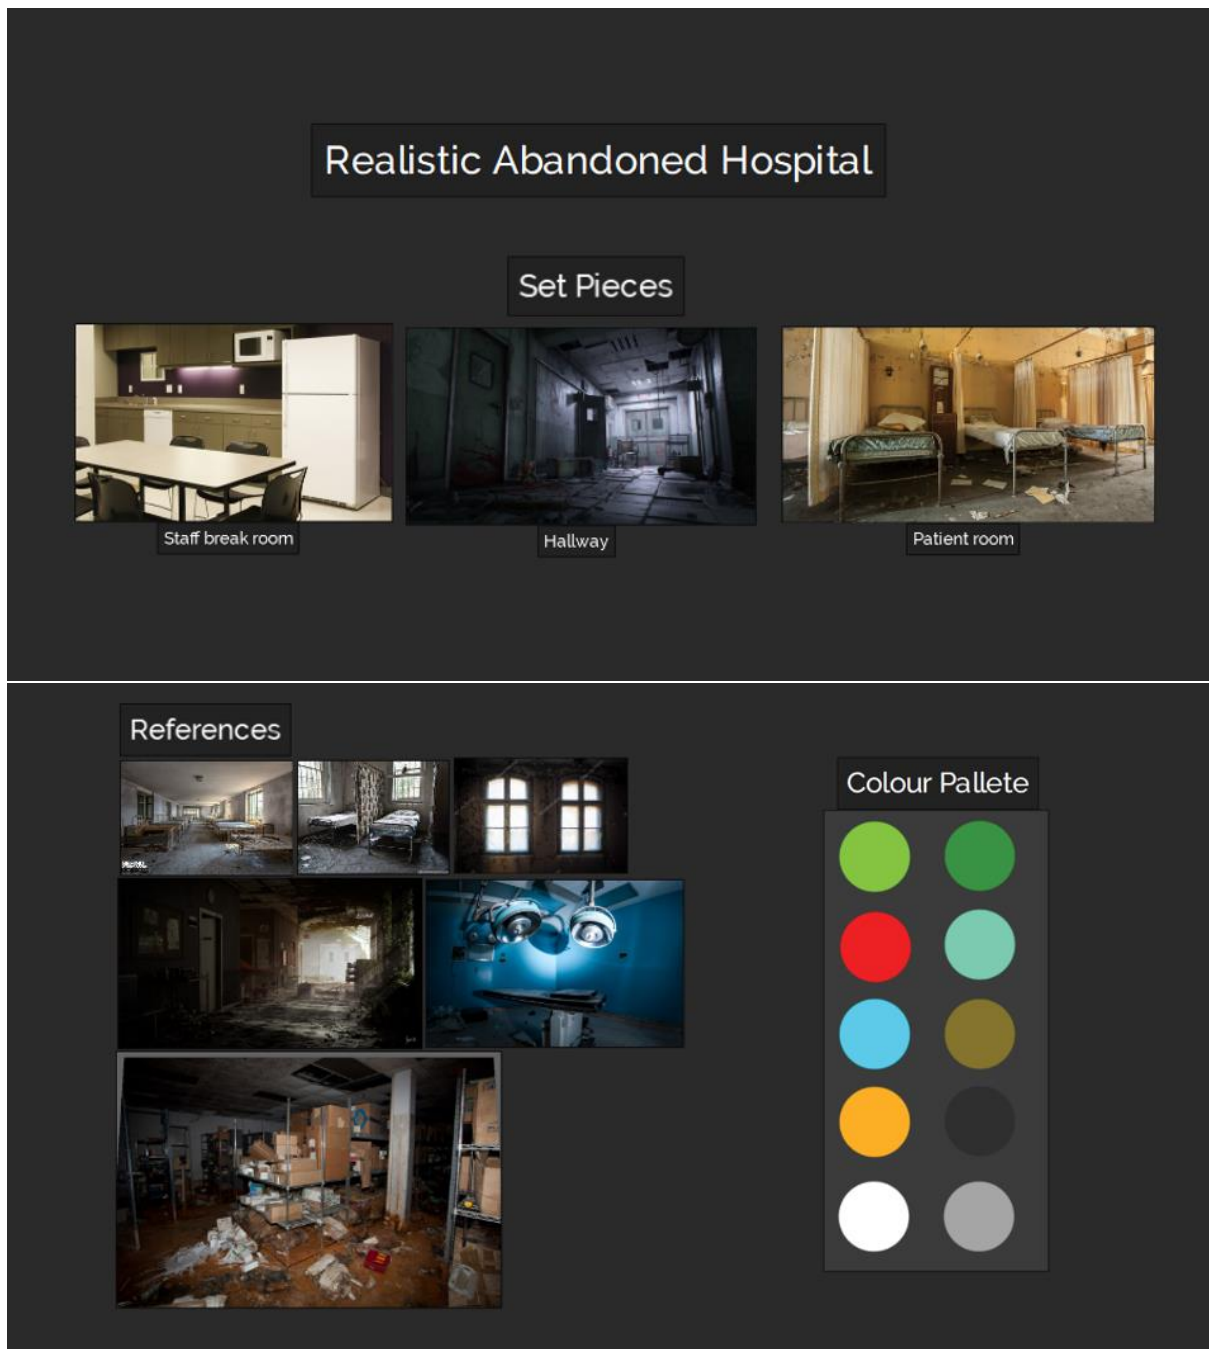 Realistic Abandoned Hospital
Set Pieces
Staff break room
Hallway
Patient room
References
Colour Pallete